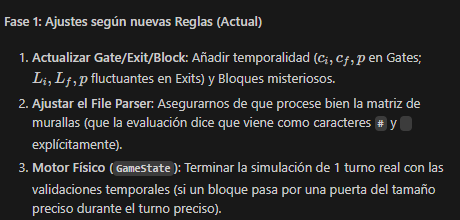 Fase 1: Ajustes según nuevas Reglas (Actual)
1. Actualizar Gate/Exit/Block: Añadir temporalidad (c_i, c_f, p en Gates;
L_i, L_f, p fluctuantes en Exits) y Bloques misteriosos.
2. Ajustar el File Parser: Asegurarnos de que procese bien la matriz de
murallas (que la evaluación dice que viene como caracteres # y
explícitamente).
3. Motor Físico (GameState): Terminar la simulación de 1 turno real con las
validaciones temporales (si un bloque pasa por una puerta del tamaño
preciso durante el turno preciso).